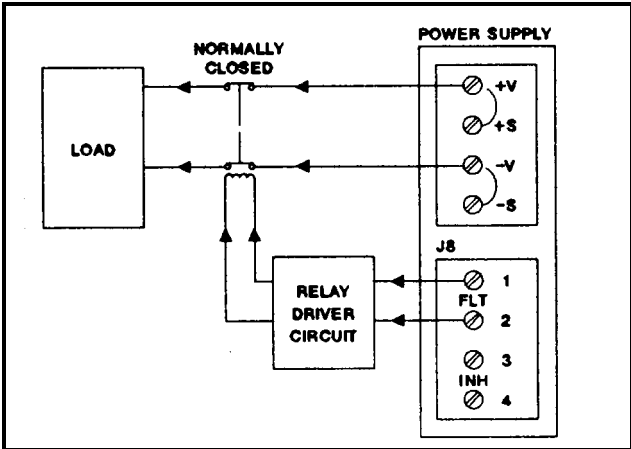 POWER SUPPLY
NORMALLY
CLOSED
+V
+S
LOAD
-V
-S
J8
1
FLT
2
RELAY
DRIVER
CIRCUIT
3
INH
4